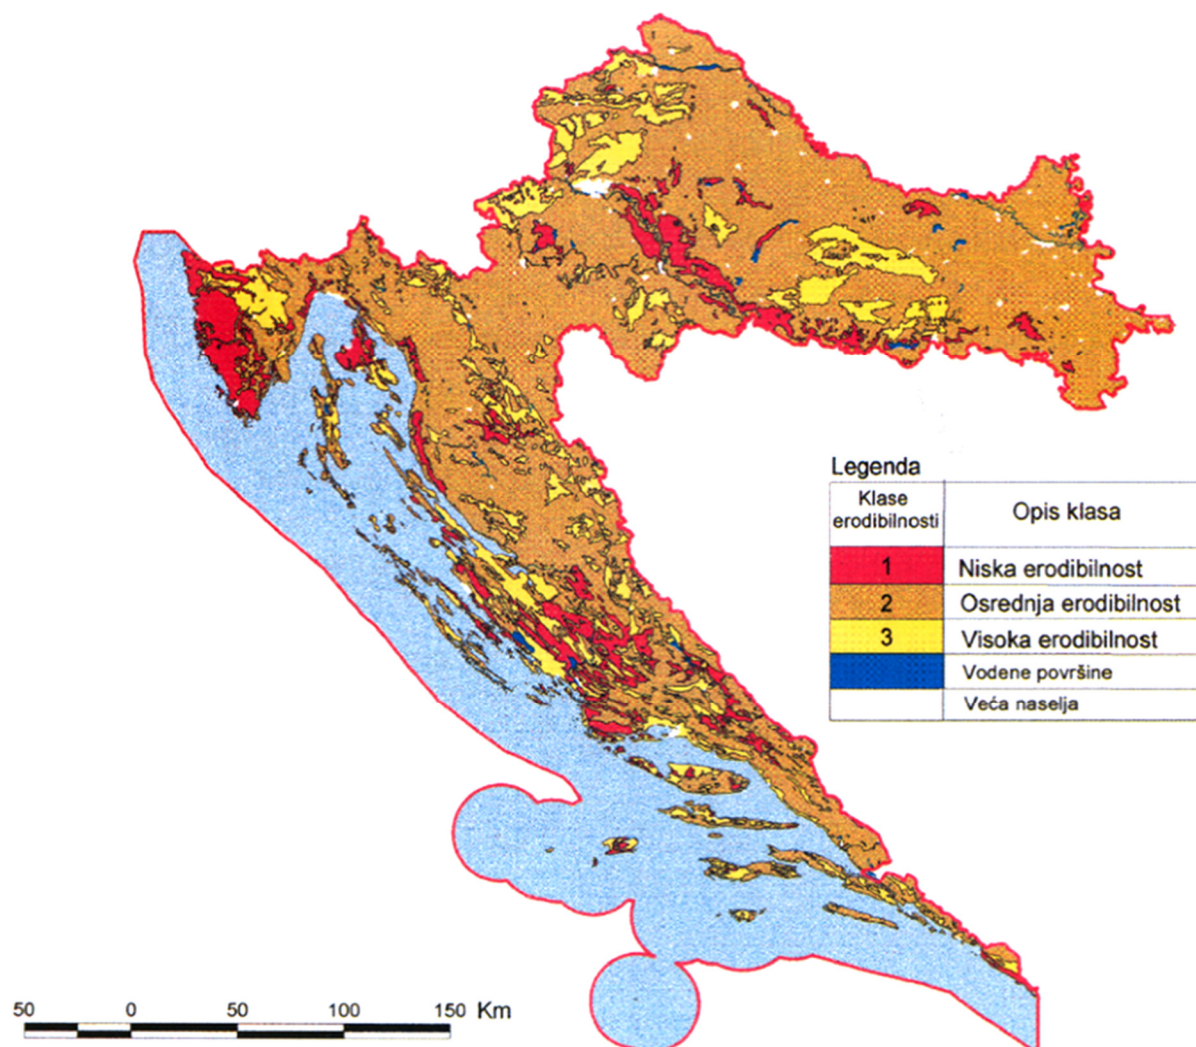 Legenda
Klase erodibilnosti Opis klasa
1 Niska erodibilnost
2 Osrednja erodibilnost
3 Visoka erodibilnost
Vodene površine
Veća naselja
50 0 50 100 150 Km